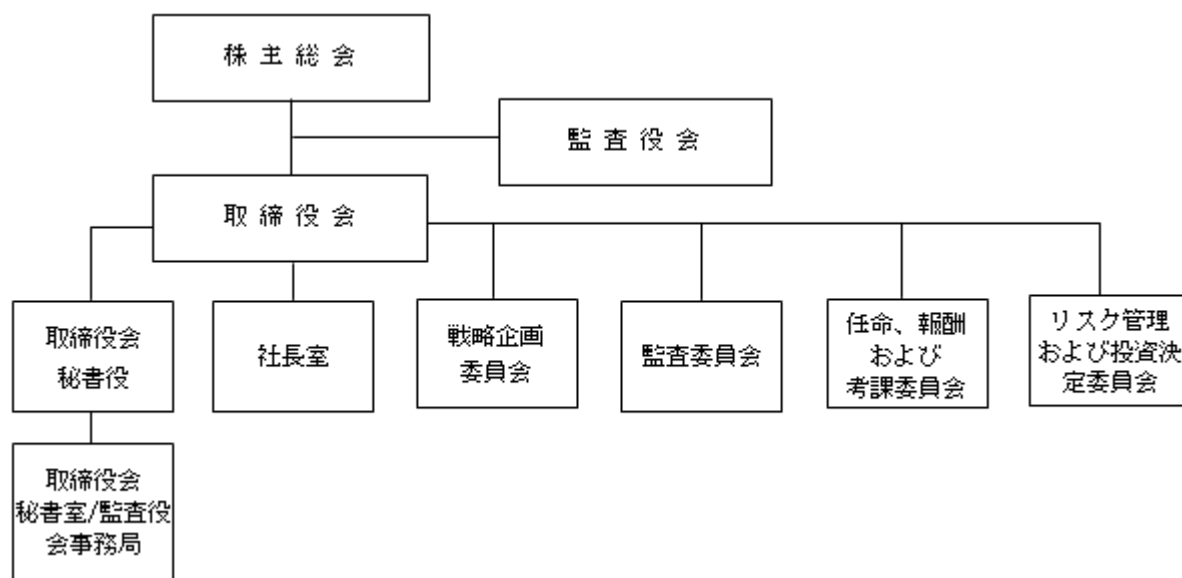 株主総会
監査役会
取締役会
取締役会
秘書役
社長室
戦略企画
委員会
監査委員会
任命、報酬
および
考課委員会
リスク管理
および投資決
定委員会
取締役会
秘書室/監査役
会事務局